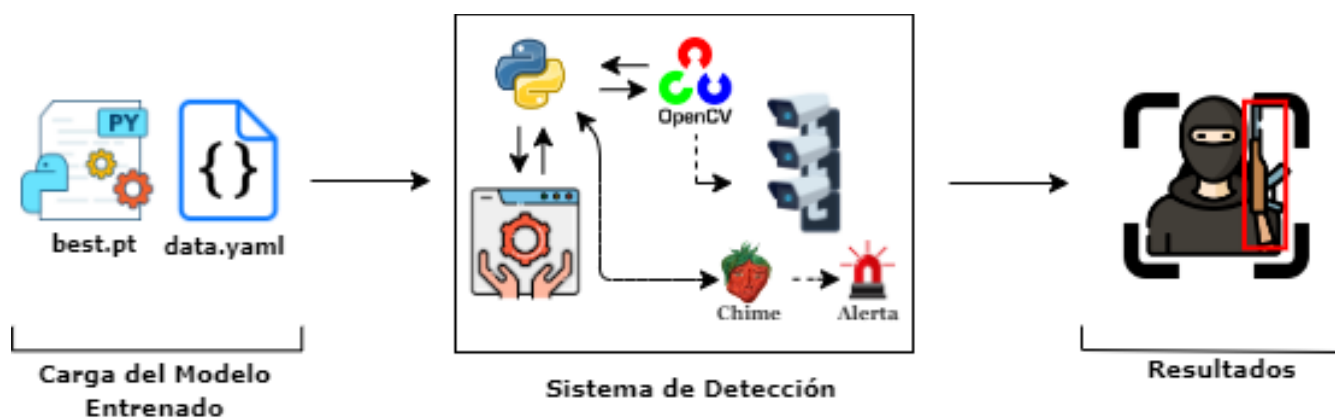 PY
{}
best.pt
data.yaml
Carga del Modelo
Entrenado
OpenCV
Chime
Alerta
Sistema de Detección
Resultados